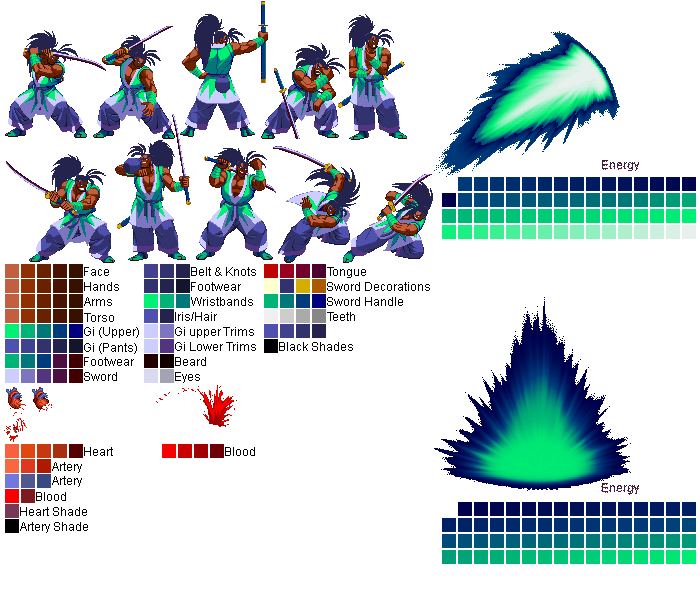 Energy
Face
Hands
Arms
Torso
Gi (Upper)
Gi (Pants)
Footwear
Sword
Belt & Knots
Footwear
Wristbands
Iris/Hair
Gi upper Trims
Gi Lower Trims
Beard
Eyes
Tongue
Sword Decorations
Sword Handle
Teeth
Black Shades
Heart
Artery
Artery
Blood
Heart Shade
Artery Shade
Blood
Energy